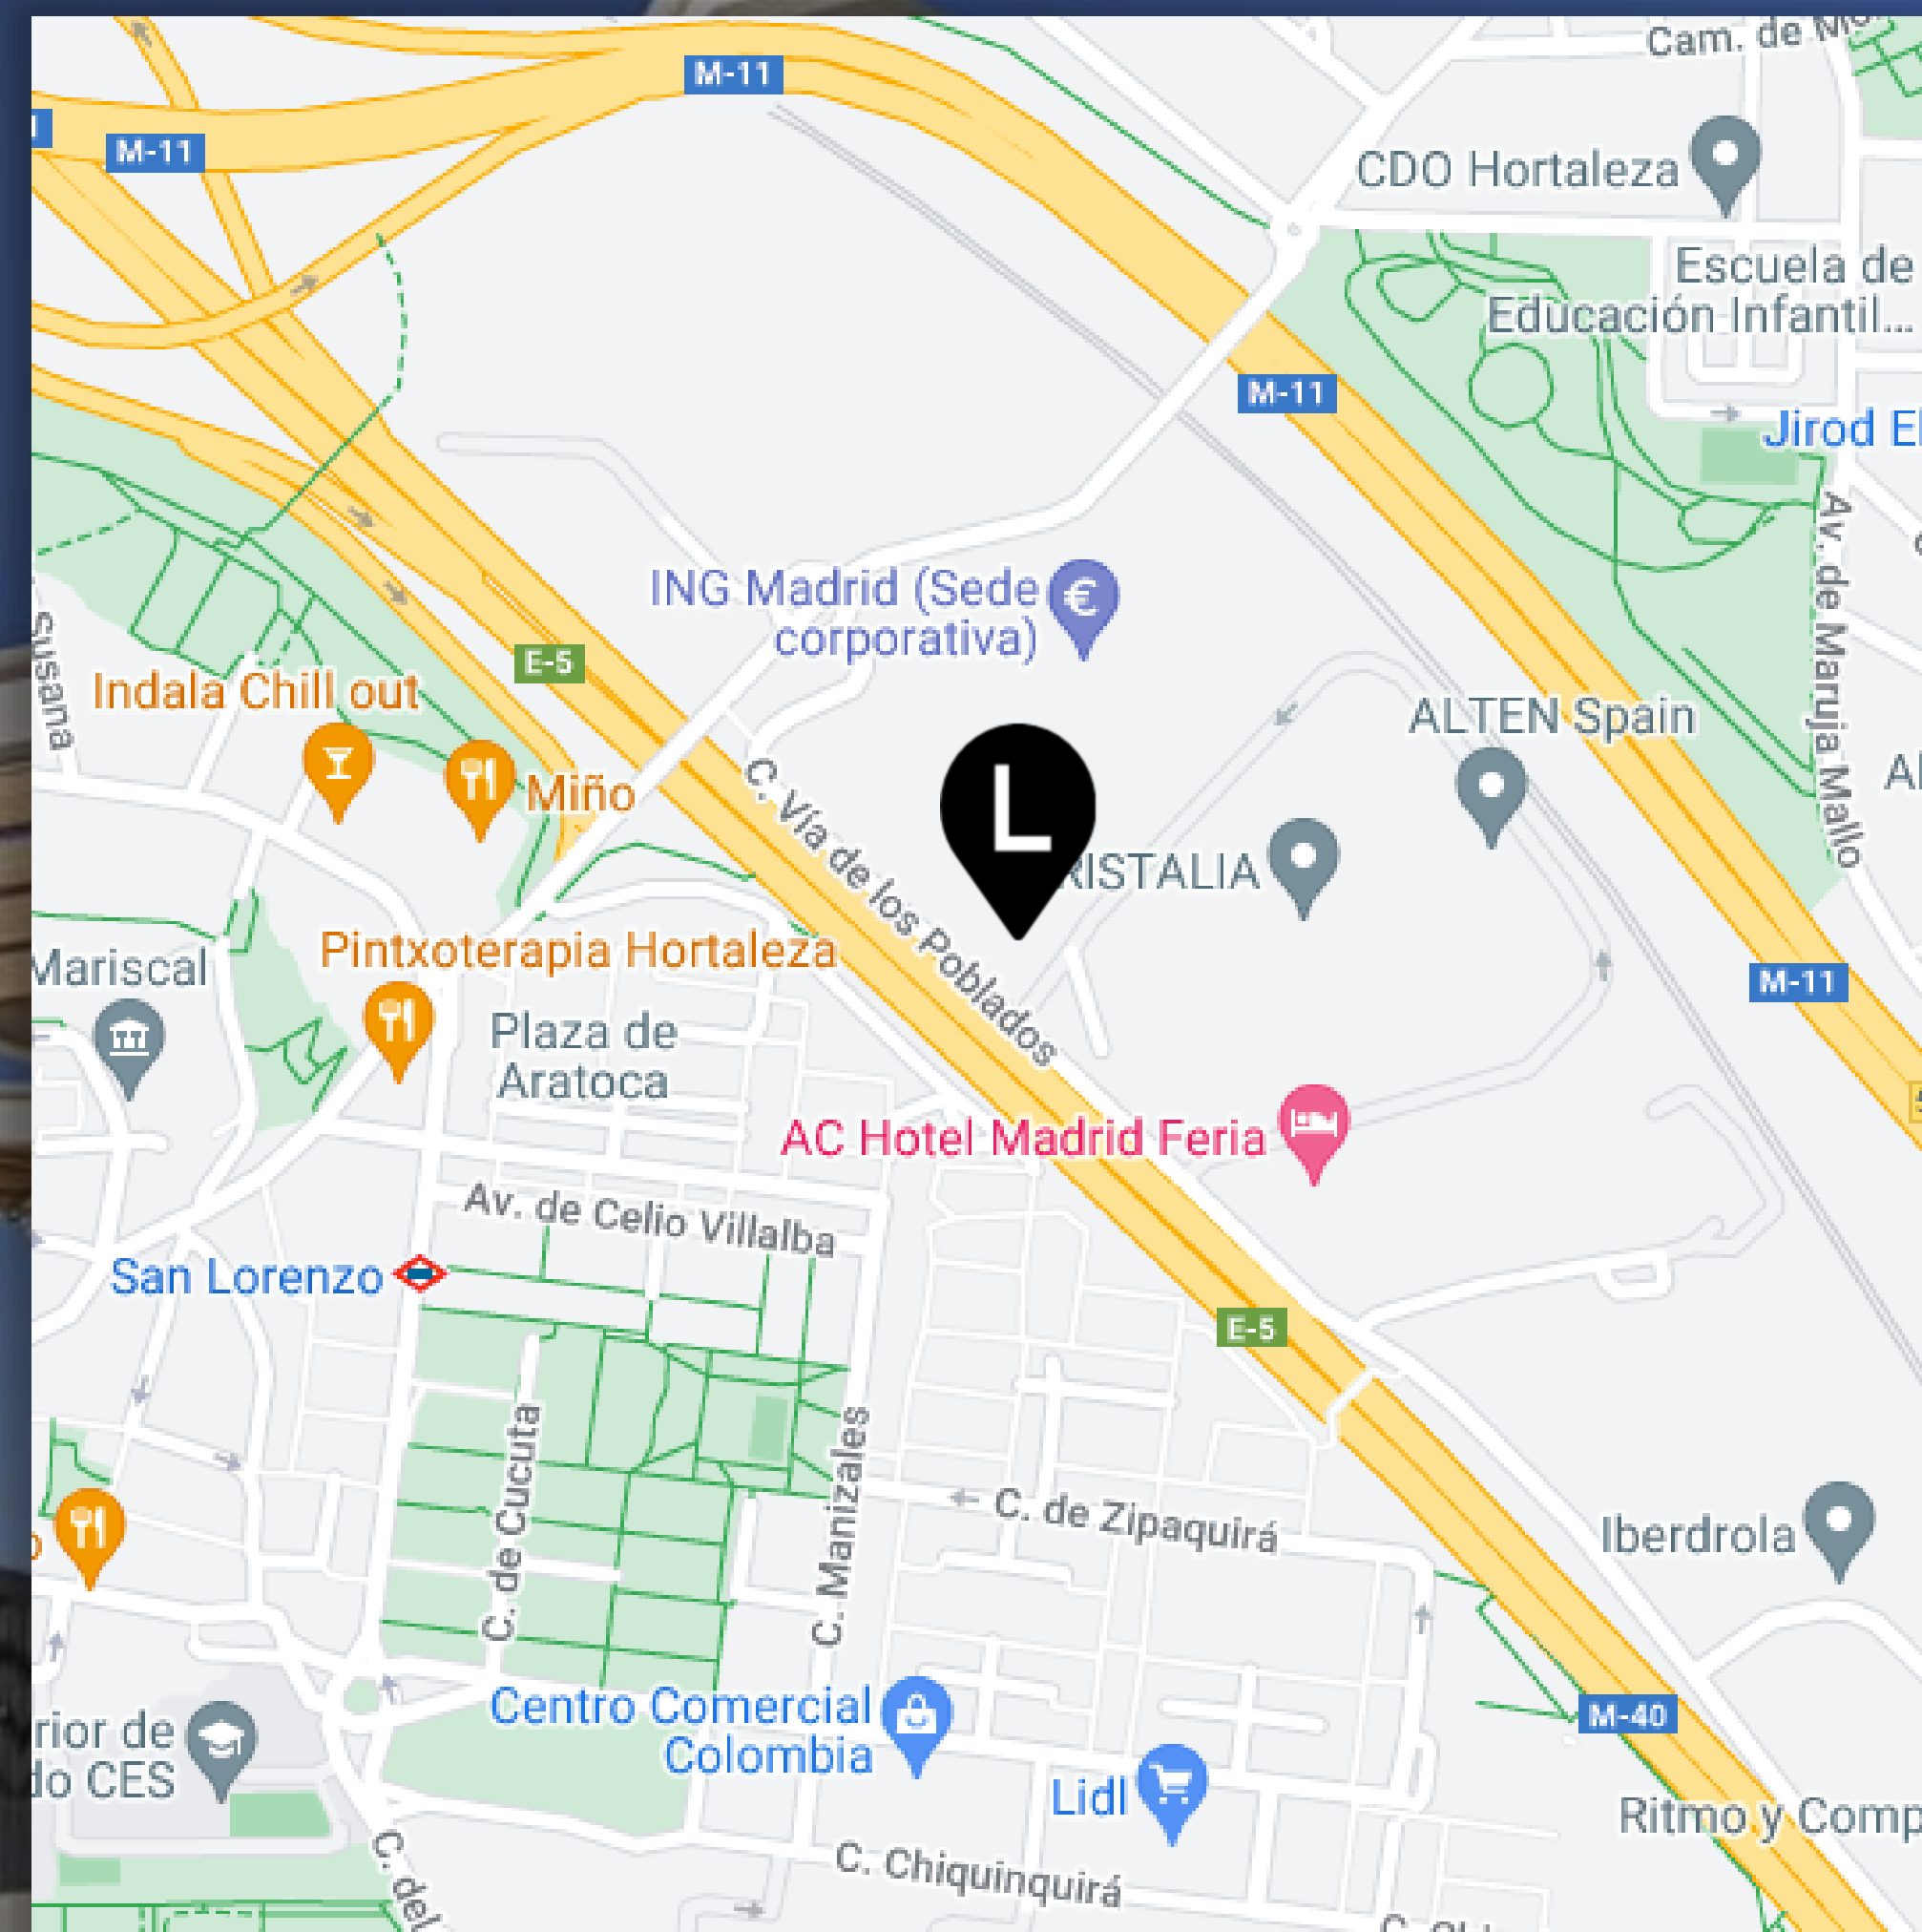 Cam. de
M-11
M-11
CDO Hortaleza
Escuela de
Educación Infantil...
M-11
Jirod El
Av. de Maruja Mallo
ING Madrid (Sede
corporativa)
E-5
Susana
Indala Chill out
Miño
ALTEN Spain
Al
L
C. Vía de los Poblados
RISTALIA
Mariscal
Pintxoterapia Hortaleza
M-11
Plaza de
Aratoca
AC Hotel Madrid Feria
Av. de Celio Villalba
San Lorenzo
E-5
C. de Cucuta
C. Manizales
C. de Zipaquirá
Iberdrola
Centro Comercial
Colombia
M-40
rior de
do CES
Lidl
Ritmo y Comp
C. del
C. Chiquinquirá